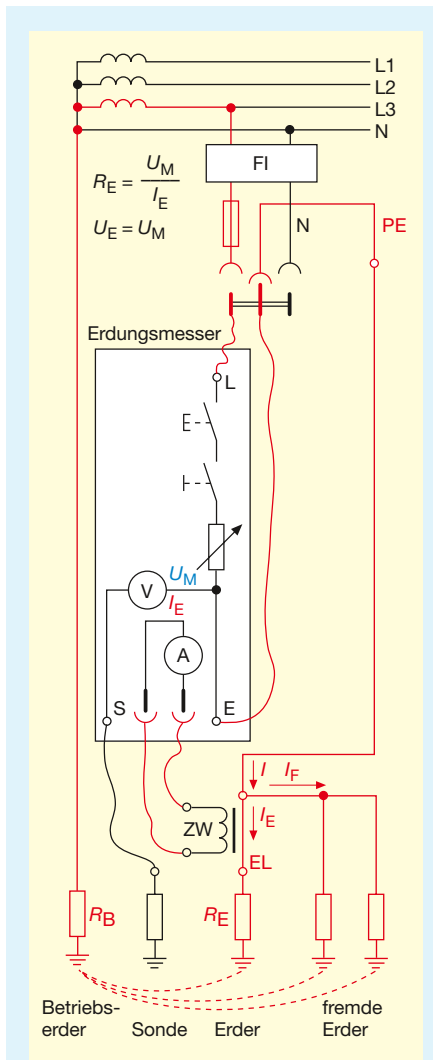 L1
L2
L3
N
FI
R_E = U_M / I_E
U_E = U_M
N
PE
Erdungsmesser
L
U_M
V
I_E
A
S
E
I
I_F
ZW
I_E
EL
R_B
R_E
Betriebs-
erder
Sonde
Erder
fremde
Erder